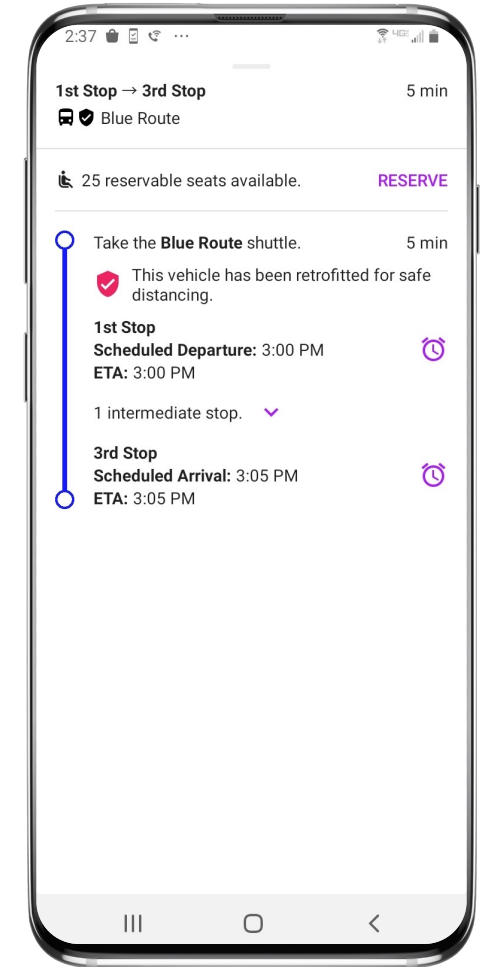 2:37
4GE
1st Stop → 3rd Stop 5 min
Blue Route
25 reservable seats available. RESERVE
Take the Blue Route shuttle. 5 min
This vehicle has been retrofitted for safe
distancing.
1st Stop
Scheduled Departure: 3:00 PM
ETA: 3:00 PM
1 intermediate stop.
3rd Stop
Scheduled Arrival: 3:05 PM
ETA: 3:05 PM